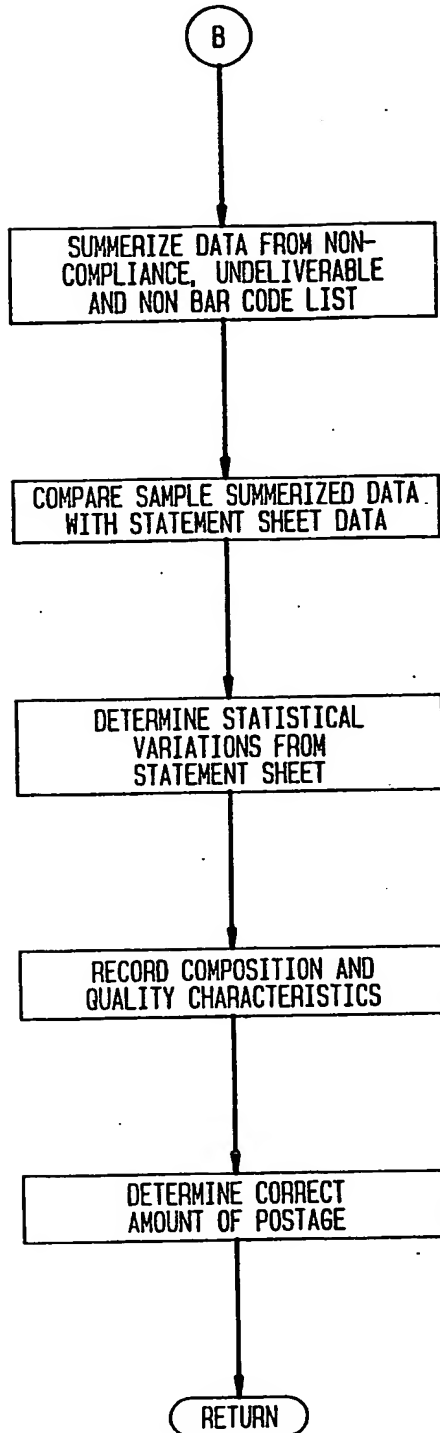 B
SUMMERIZE DATA FROM NON-
COMPLIANCE, UNDELIVERABLE
AND NON BAR CODE LIST
COMPARE SAMPLE SUMMERIZED DATA
WITH STATEMENT SHEET DATA
DETERMINE STATISTICAL
VARIATIONS FROM
STATEMENT SHEET
RECORD COMPOSITION AND
QUALITY CHARACTERISTICS
DETERMINE CORRECT
AMOUNT OF POSTAGE
RETURN